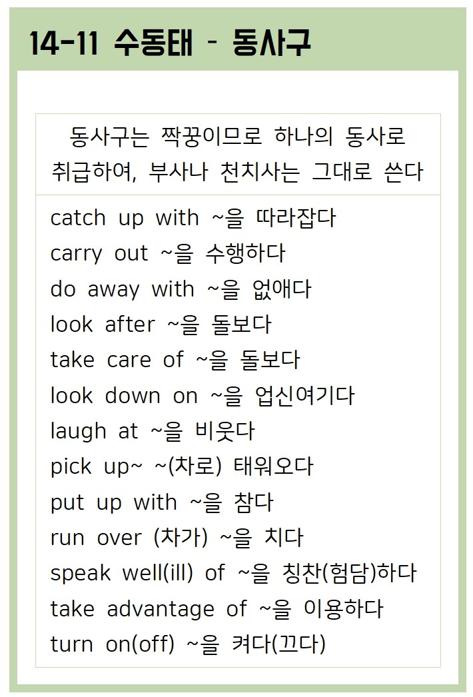 14-11 수동태 - 동사구
동사구는 짝꿍이므로 하나의 동사로
취급하여, 부사나 천치사는 그대로 쓴다
catch up with ~을 따라잡다
carry out ~을 수행하다
do away with ~을 없애다
look after ~을 돌보다
take care of ~을 돌보다
look down on ~을 업신여기다
laugh at ~을 비웃다
pick up~ ~(차로) 태워오다
put up with ~을 참다
run over (차가) ~을 치다
speak well(ill) of ~을 칭찬(험담)하다
take advantage of ~을 이용하다
turn on(off) ~을 켜다(끄다)